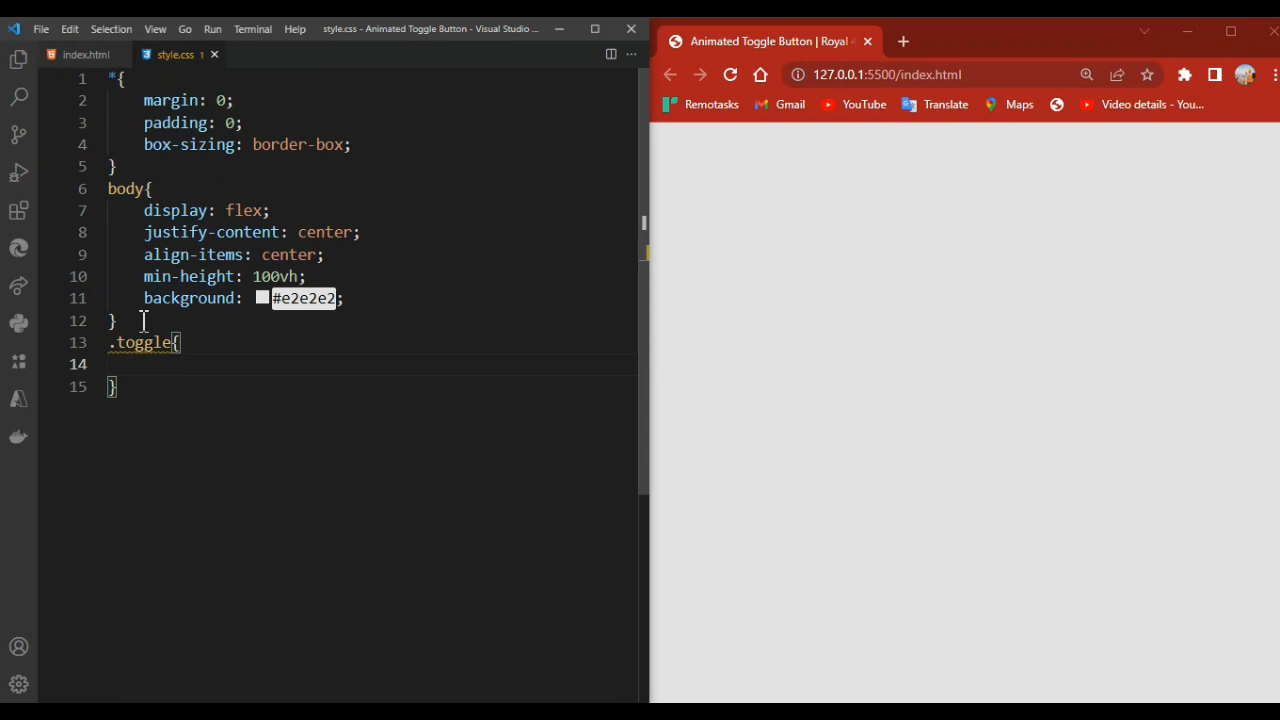 File Edit Selection View Go Run Terminal Help style.css - Animated Toggle Button - Visual Studio ...
index.html style.css 1
1 *{
2 margin: 0;
3 padding: 0;
4 box-sizing: border-box;
5 }
6 body{
7 display: flex;
8 justify-content: center;
9 align-items: center;
10 min-height: 100vh;
11 background: #e2e2e2;
12 }
13 .toggle{
14
15 }
Animated Toggle Button | Royal
127.0.0.1:5500/index.html
Remotasks Gmail YouTube Translate Maps Video details - You...